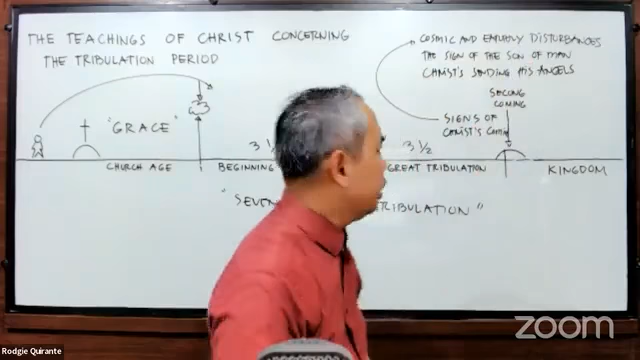 THE TEACHINGS OF CHRIST CONCERNING
THE TRIBULATION PERIOD
COSMIC AND EARTHLY DISTURBANCES
THE SIGN OF THE SON OF MAN
CHRIST'S SENDING HIS ANGELS
SECOND
COMING
SIGNS OF
CHRIST'S
"GRACE"
3 1/
3 1/2
CHURCH AGE
BEGINNING
GREAT TRIBULATION
KINGDOM
"SEVEN
TRIBULATION"
zoom
Rodgie Quirante